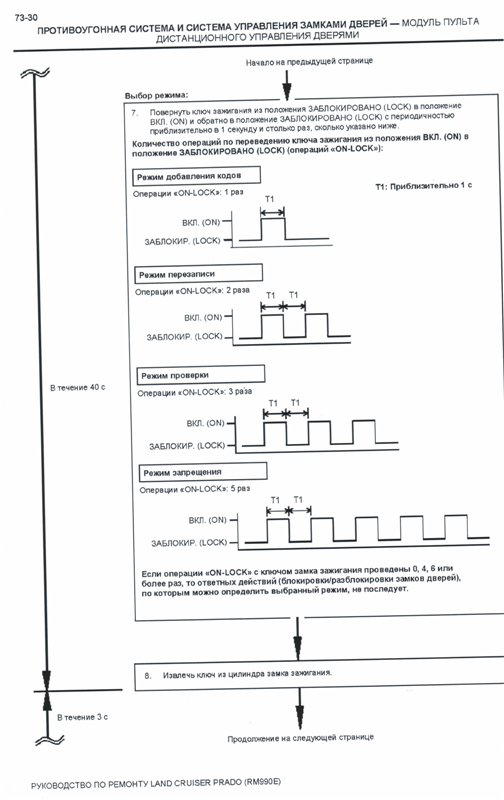 73-30
ПРОТИВОУГОННАЯ СИСТЕМА И СИСТЕМА УПРАВЛЕНИЯ ЗАМКАМИ ДВЕРЕЙ — МОДУЛЬ ПУЛЬТА
ДИСТАНЦИОННОГО УПРАВЛЕНИЯ ДВЕРЯМИ
Начало на предыдущей странице
Выбор режима:
7. Повернуть ключ зажигания из положения ЗАБЛОКИРОВАНО (LOCK) в положение
ВКЛ. (ON) и обратно в положение ЗАБЛОКИРОВАНО (LOCK) с периодичностью
приблизительно в 1 секунду и столько раз, сколько указано ниже.
Количество операций по переведению ключа зажигания из положения ВКЛ. (ON) в
положение ЗАБЛОКИРОВАНО (LOCK) (операций «ON-LOCK»):
Режим добавления кодов
T1: Приблизительно 1 с
Операции «ON-LOCK»: 1 раз
T1
ВКЛ. (ON)
ЗАБЛОКИР. (LOCK)
Режим перезаписи
Операции «ON-LOCK»: 2 раза
T1 T1
ВКЛ. (ON)
ЗАБЛОКИР. (LOCK)
Режим проверки
В течение 40 с
Операции «ON-LOCK»: 3 раза
T1 T1
ВКЛ. (ON)
ЗАБЛОКИР. (LOCK)
Режим запрещения
Операции «ON-LOCK»: 5 раз
T1 T1
ВКЛ. (ON)
ЗАБЛОКИР. (LOCK)
Если операции «ON-LOCK» с ключом замка зажигания проведены 0, 4, 6 или
более раз, то ответных действий (блокировки/разблокировки замков дверей),
по которым можно определить выбранный режим, не последует.
8. Извлечь ключ из цилиндра замка зажигания.
В течение 3 с
Продолжение на следующей странице
РУКОВОДСТВО ПО РЕМОНТУ LAND CRUISER PRADO (RM990E)